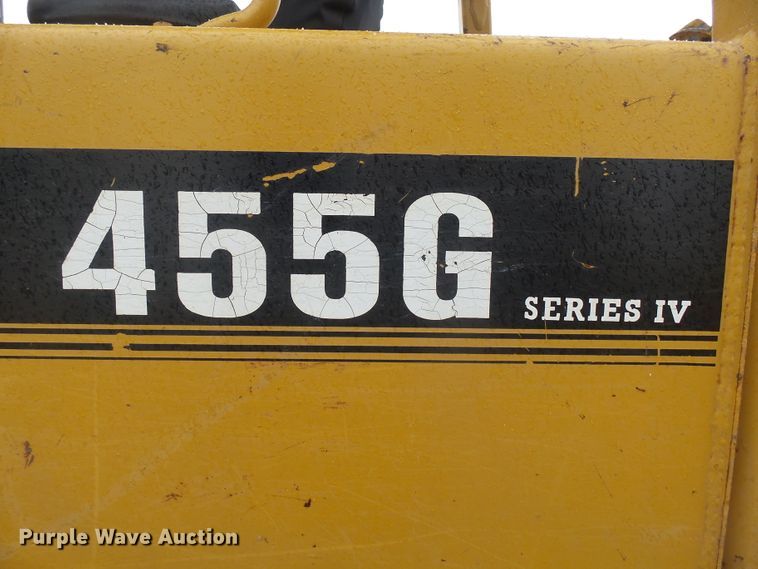 455G SERIES IV
Purple Wave Auction